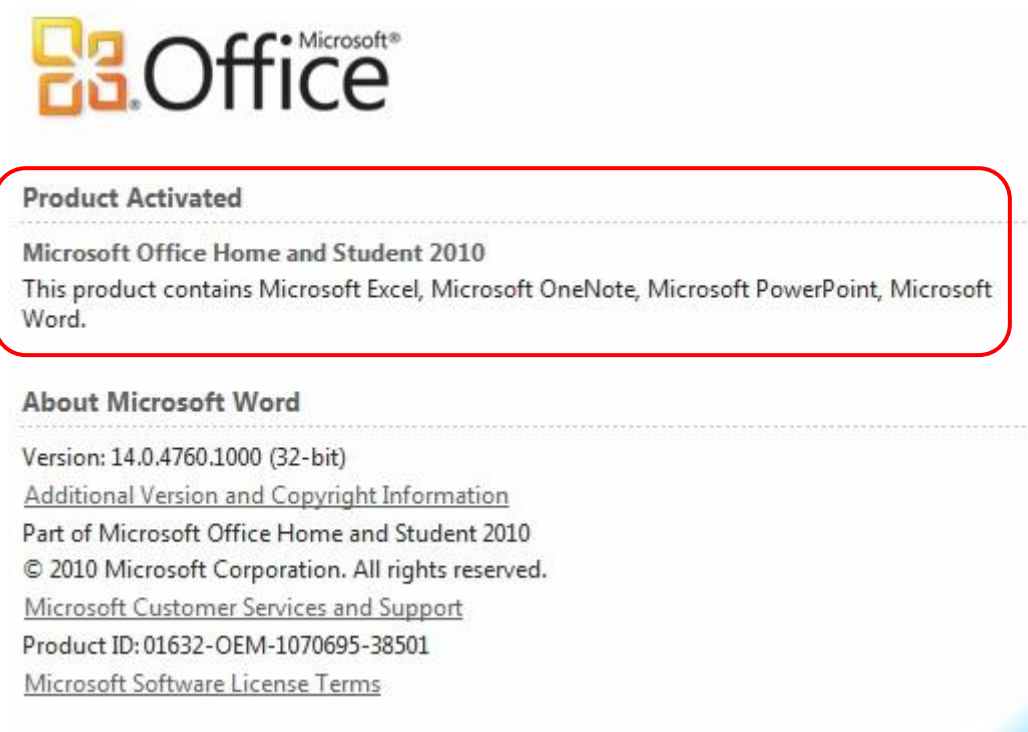 Microsoft®
Office
Product Activated
Microsoft Office Home and Student 2010
This product contains Microsoft Excel, Microsoft OneNote, Microsoft PowerPoint, Microsoft
Word.
About Microsoft Word
Version: 14.0.4760.1000 (32-bit)
Additional Version and Copyright Information
Part of Microsoft Office Home and Student 2010
© 2010 Microsoft Corporation. All rights reserved.
Microsoft Customer Services and Support
Product ID: 01632-OEM-1070695-38501
Microsoft Software License Terms